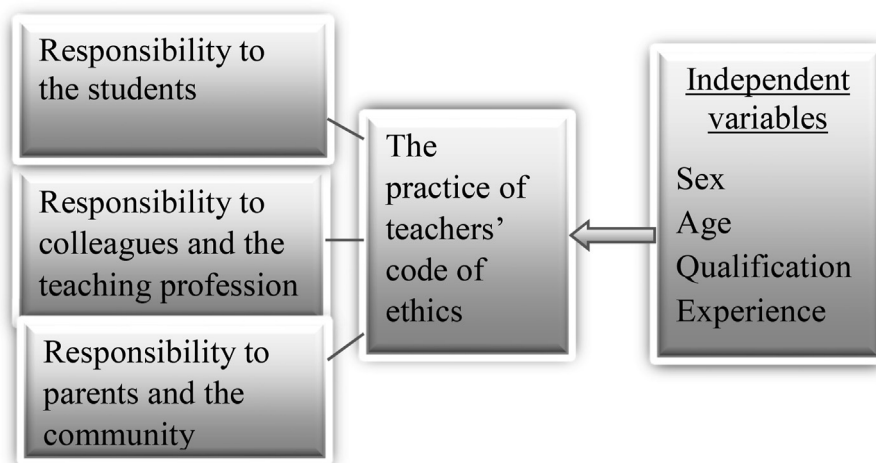 Responsibility to
the students
Responsibility to
colleagues and the
teaching profession
Responsibility to
parents and the
community
The
practice of
teachers’
code of
ethics
Independent
variables
Sex
Age
Qualification
Experience